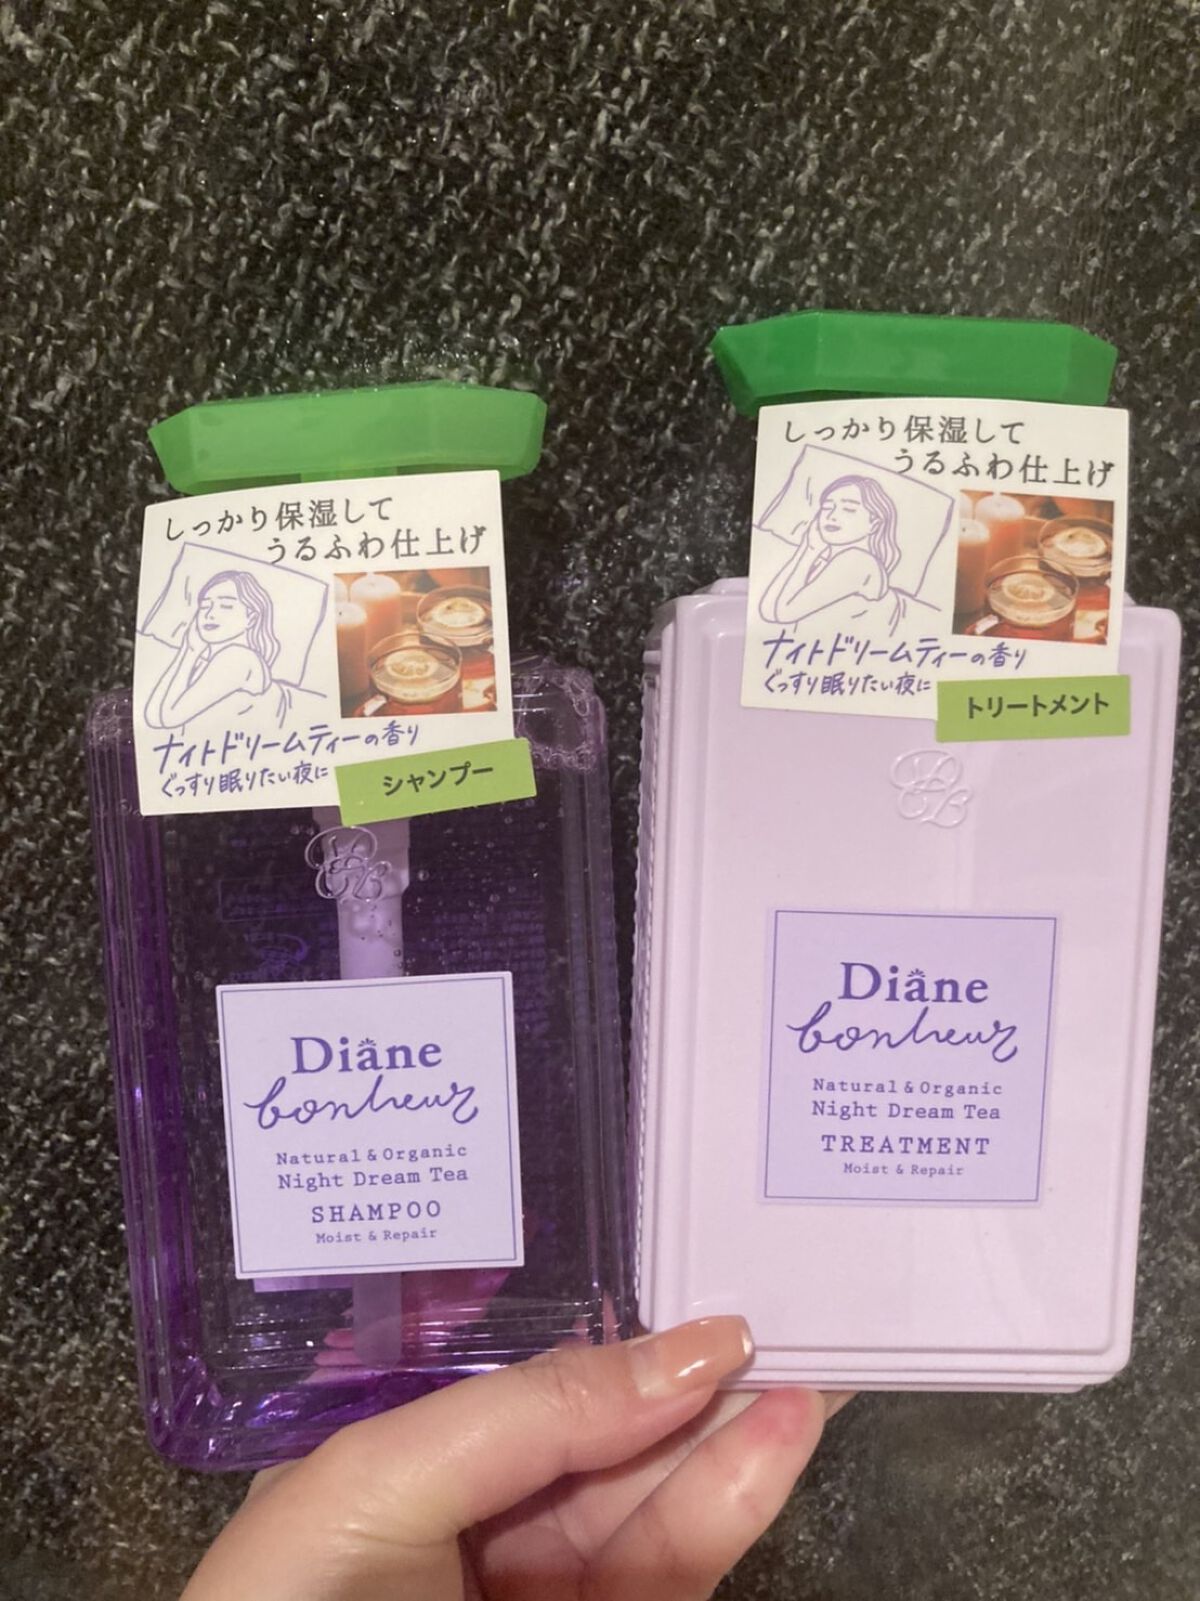 しっかり保湿して
うるふわ仕上げ
ナイトドリームティーの香り
ぐっすり眠りたい夜に
シャンプー
Diane
bonheur
Natural & Organic
Night Dream Tea
SHAMPOO
Moist & Repair
しっかり保湿して
うるふわ仕上げ
ナイトドリームティーの香り
ぐっすり眠りたい夜に
トリートメント
Diane
bonheur
Natural & Organic
Night Dream Tea
TREATMENT
Moist & Repair